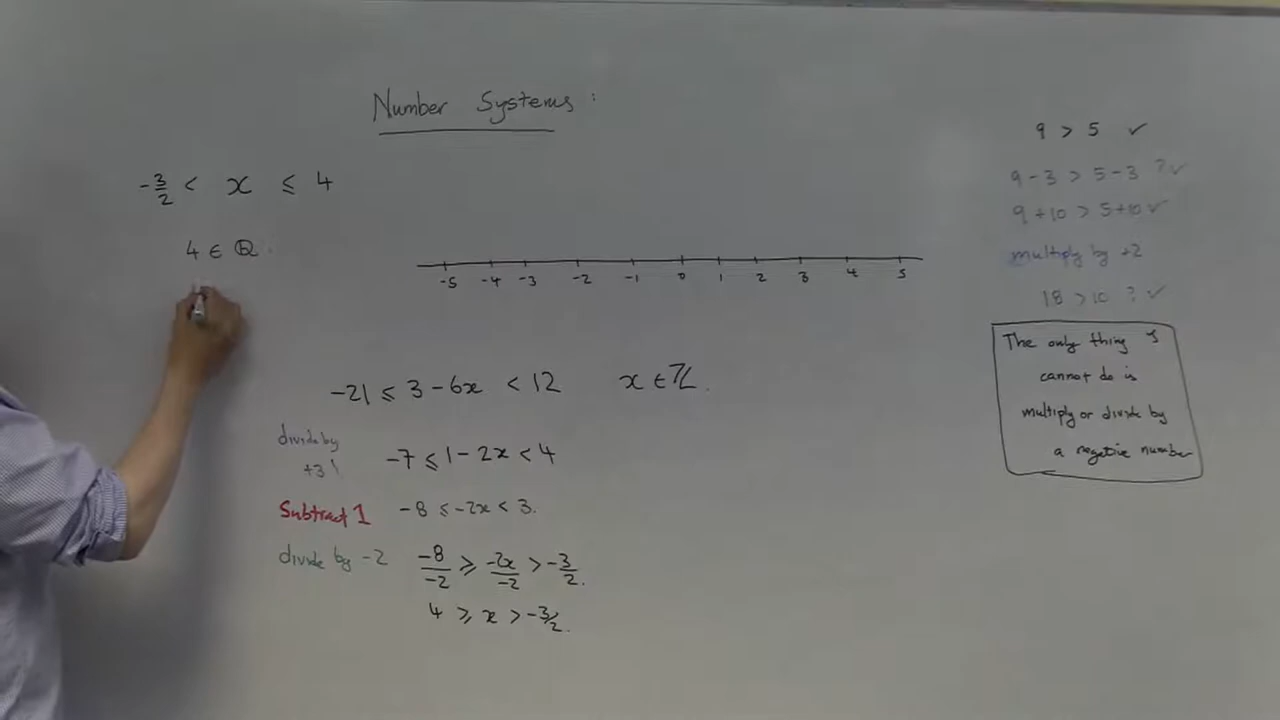 Number Systems:
-3/2 < x ≤ 4
4 ∈ ℚ.
-5 -4 -3 -2 -1 0 1 2 3 4 5
-21 ≤ 3 - 6x < 12 x ∈ ℤ.
divide by
+3!
-7 ≤ 1 - 2x < 4
Subtract 1 -8 ≤ -2x < 3.
divide by -2 -8/-2 ≥ -2x/-2 > -3/2.
4 ≥ x > -3/2.
9 > 5 ✓
9 - 3 > 5 - 3 ? ✓
9 + 10 > 5 + 10 ✓
multiply by +2
18 > 10 ? ✓
The only thing
cannot do is
multiply or divide by
a negative number